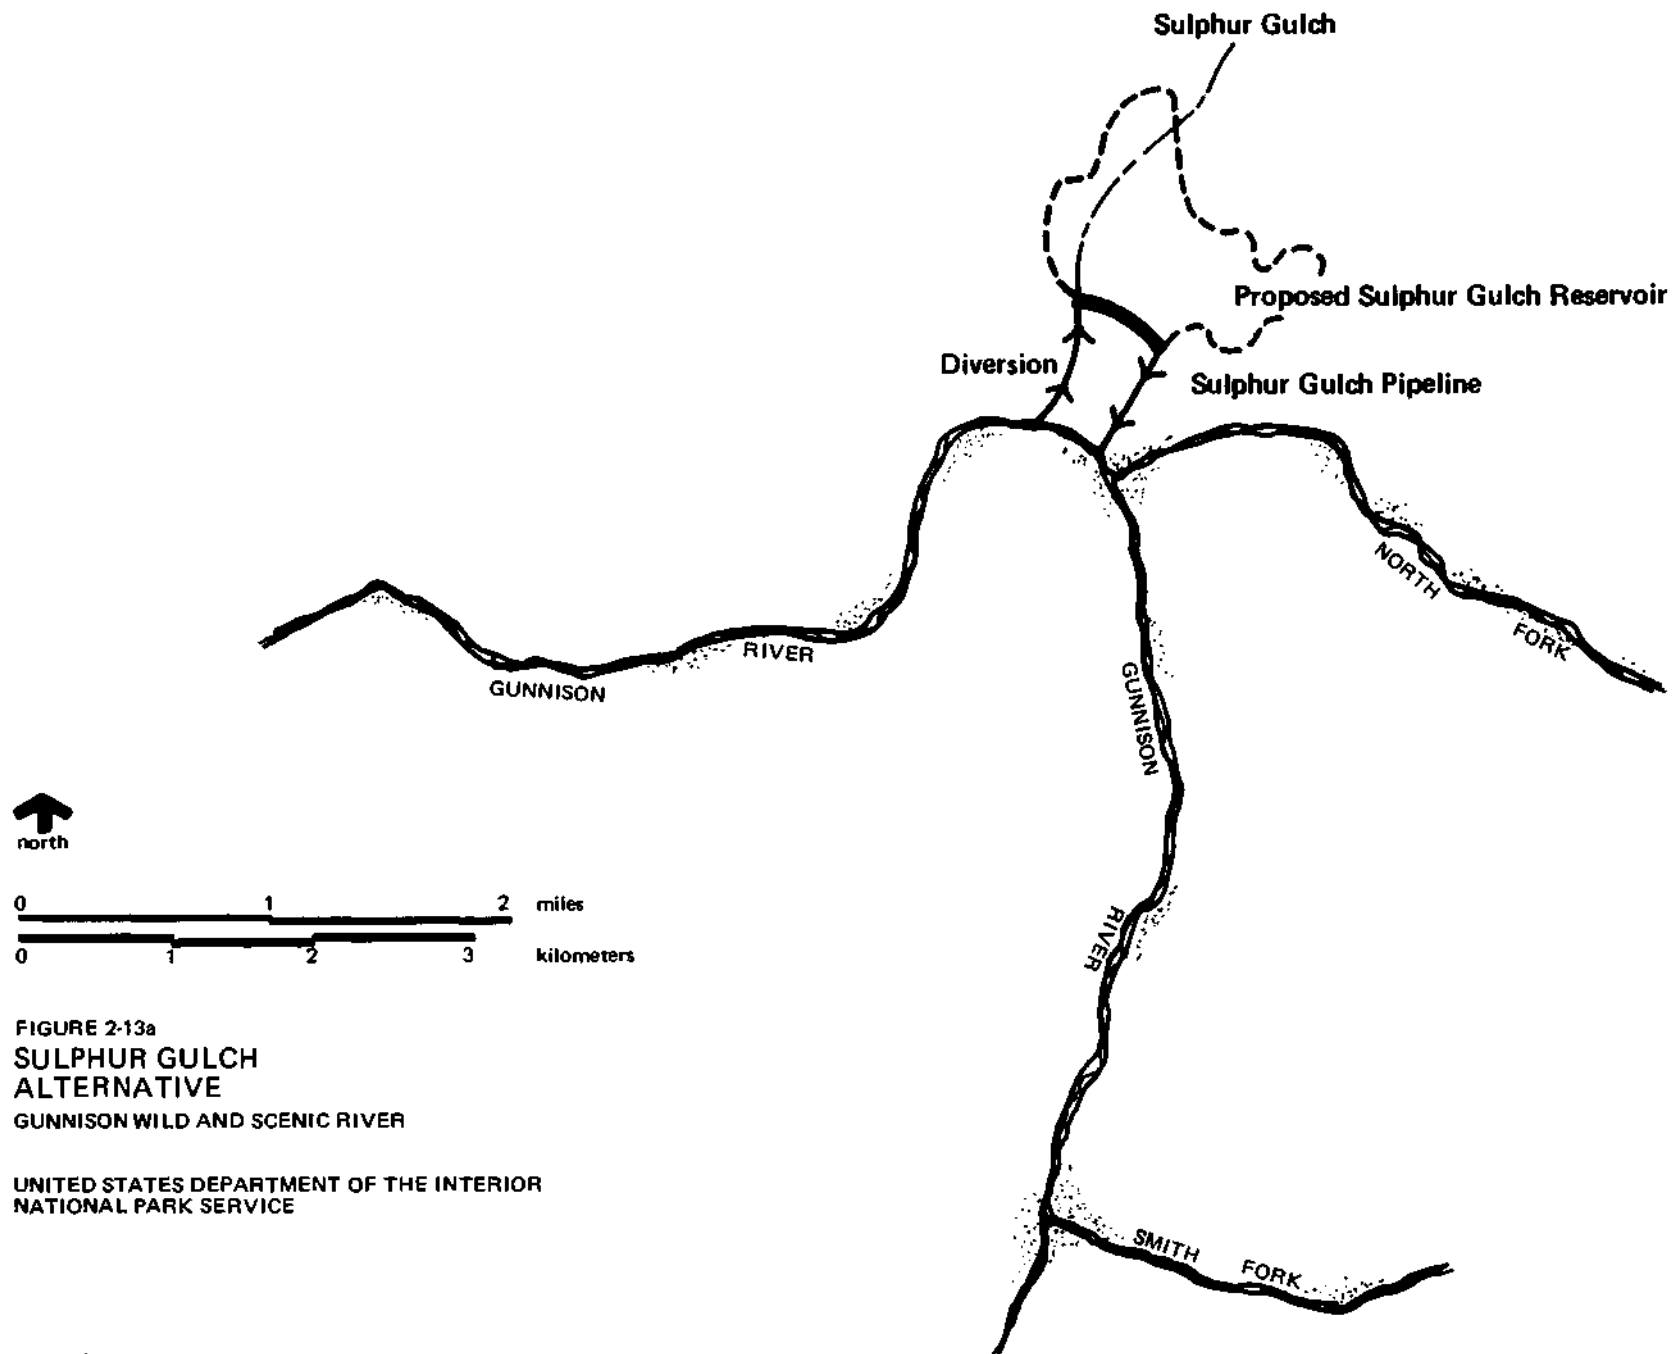 Sulphur Gulch
Proposed Sulphur Gulch Reservoir
Diversion
Sulphur Gulch Pipeline
NORTH
FORK
RIVER
GUNNISON
GUNNISON
RIVER
north
0 1 2 miles
0 1 2 3 kilometers
FIGURE 2-13a
SULPHUR GULCH
ALTERNATIVE
GUNNISON WILD AND SCENIC RIVER
UNITED STATES DEPARTMENT OF THE INTERIOR
NATIONAL PARK SERVICE
SMITH FORK